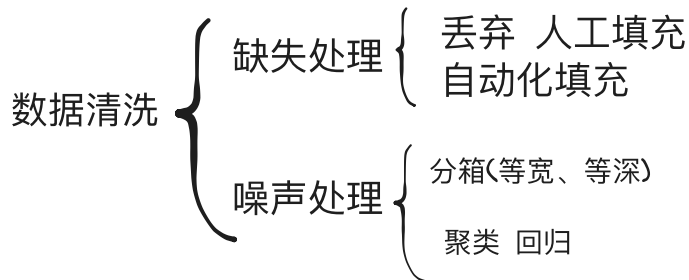 数据清洗
缺失处理
丢弃 人工填充
自动化填充
噪声处理
分箱(等宽、等深)
聚类 回归